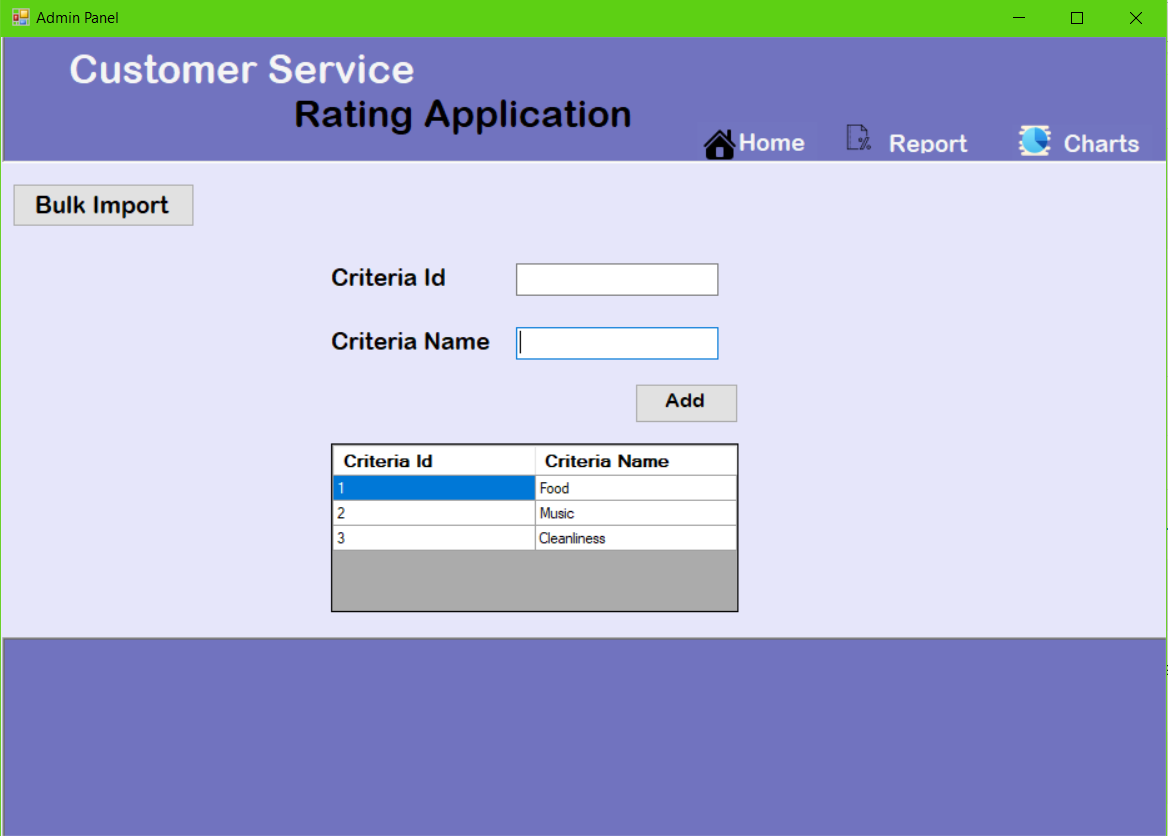 Admin Panel
Customer Service
Rating Application
Home Report Charts
Bulk Import
Criteria Id
Criteria Name
Add
Criteria Id Criteria Name
1 Food
2 Music
3 Cleanliness